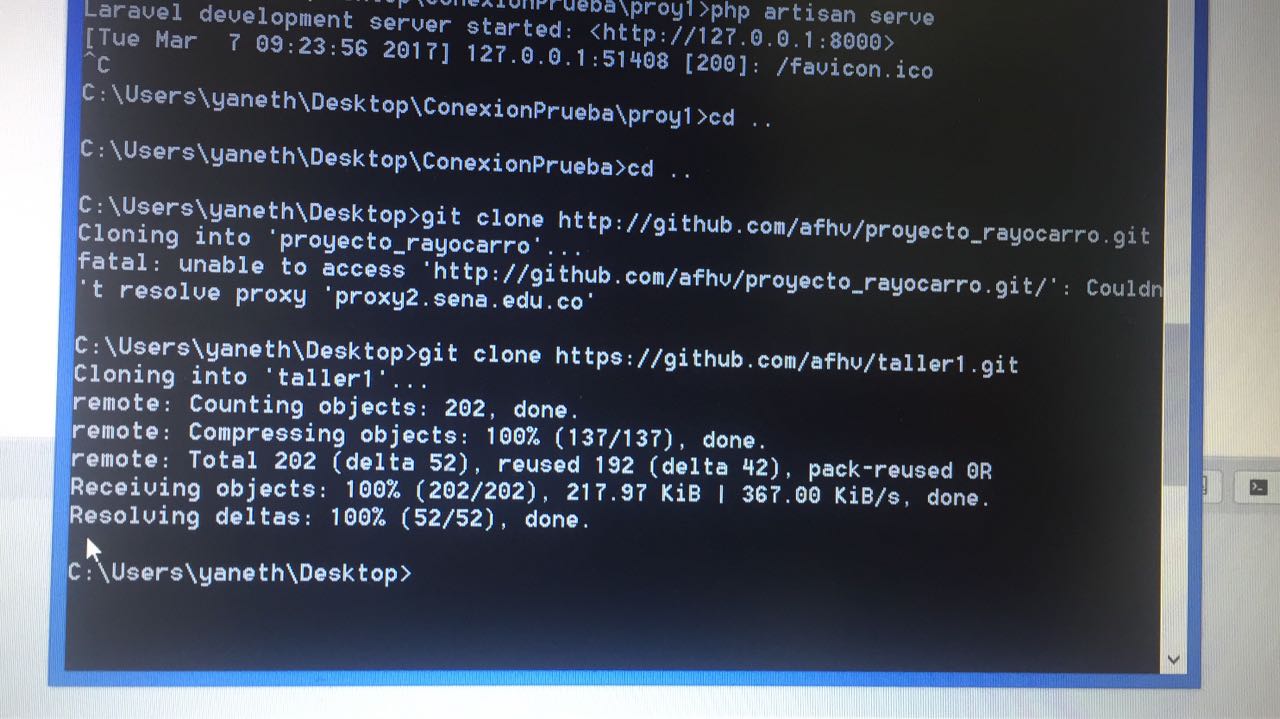 \ConexionPrueba\proy1>php artisan serve
Laravel development server started: <http://127.0.0.1:8000>
[Tue Mar  7 09:23:56 2017] 127.0.0.1:51408 [200]: /favicon.ico
^C
C:\Users\yaneth\Desktop\ConexionPrueba\proy1>cd ..
C:\Users\yaneth\Desktop\ConexionPrueba>cd ..
C:\Users\yaneth\Desktop>git clone http://github.com/afhv/proyecto_rayocarro.git
Cloning into 'proyecto_rayocarro'...
fatal: unable to access 'http://github.com/afhv/proyecto_rayocarro.git/': Couldn
't resolve proxy 'proxy2.sena.edu.co'
C:\Users\yaneth\Desktop>git clone https://github.com/afhv/taller1.git
Cloning into 'taller1'...
remote: Counting objects: 202, done.
remote: Compressing objects: 100% (137/137), done.
remote: Total 202 (delta 52), reused 192 (delta 42), pack-reused 0R
Receiving objects: 100% (202/202), 217.97 KiB | 367.00 KiB/s, done.
Resolving deltas: 100% (52/52), done.
C:\Users\yaneth\Desktop>